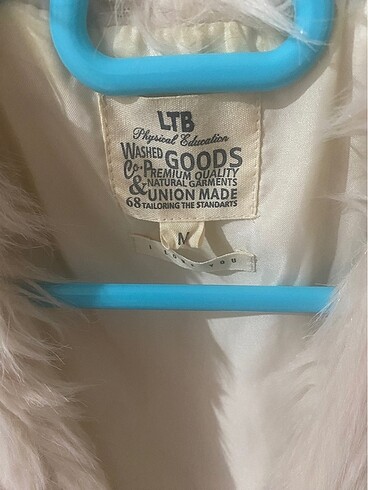 LTB
Physical Education
WASHED GOODS
Co-PREMIUM QUALITY
& NATURAL GARMENTS
UNION MADE
68 TAILORING THE STANDARTS
M